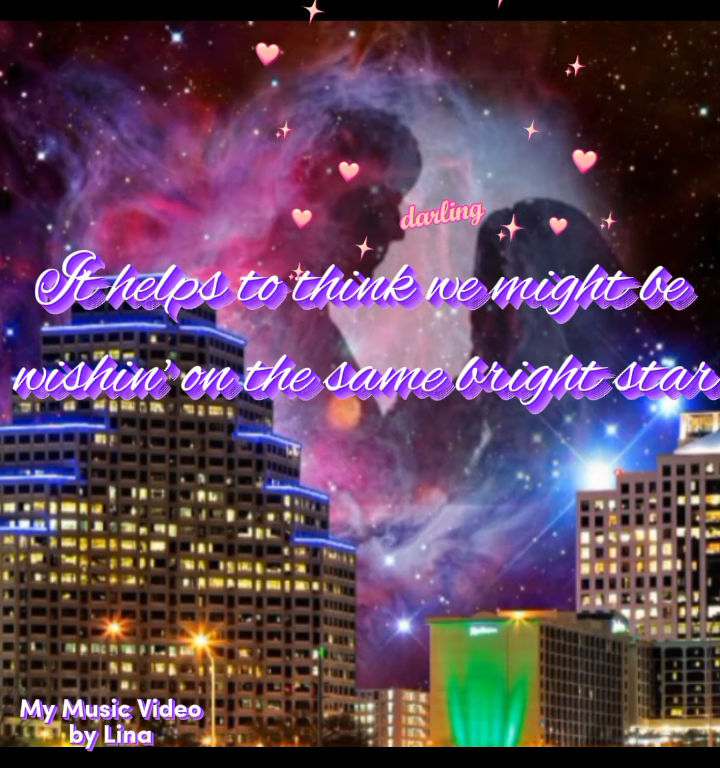 darling
It helps to think we might be
wishin' on the same bright star
My Music Video
by Lina